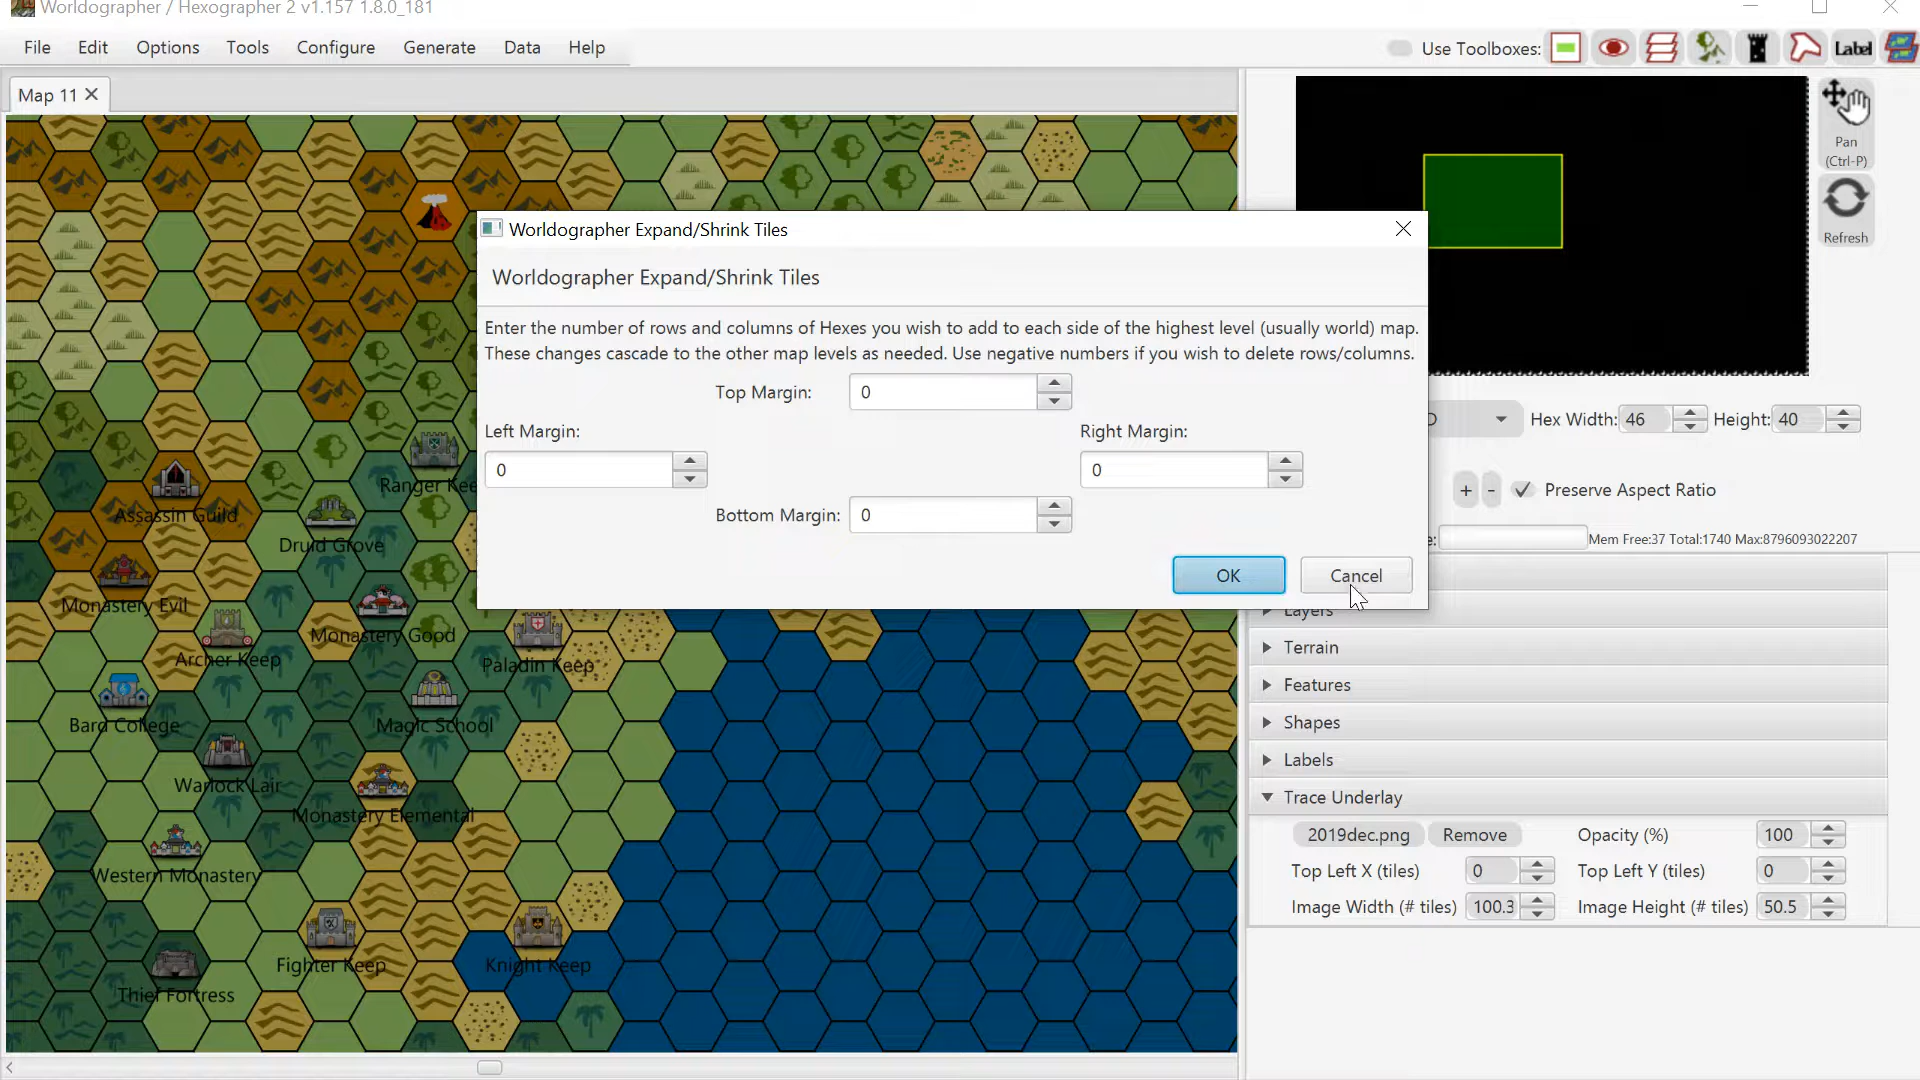 Worldographer / Hexographer 2 v1.157 1.8.0_181
File Edit Options Tools Configure Generate Data Help
Use Toolboxes: Label
Map 11
Pan
(Ctrl-P)
Refresh
Worldographer Expand/Shrink Tiles
Worldographer Expand/Shrink Tiles
Enter the number of rows and columns of Hexes you wish to add to each side of the highest level (usually world) map.
These changes cascade to the other map levels as needed. Use negative numbers if you wish to delete rows/columns.
Top Margin: 0
Left Margin: Right Margin:
0 0
Bottom Margin: 0
OK Cancel
Hex Width: 46 Height: 40
+ - Preserve Aspect Ratio
Mem Free:37 Total:1740 Max:8796093022207
Layers
Terrain
Features
Shapes
Labels
Trace Underlay
2019dec.png Remove Opacity (%) 100
Top Left X (tiles) 0 Top Left Y (tiles) 0
Image Width (# tiles) 100.3 Image Height (# tiles) 50.5
Ranger Kee
Assassin Guild
Druid Grove
Monastery Evil
Monastery Good
Archer Keep
Paladin Keep
Bard College
Magic School
Warlock Lair
Monastery Elemental
Western Monastery
Fighter Keep
Knight Keep
Thief Fortress